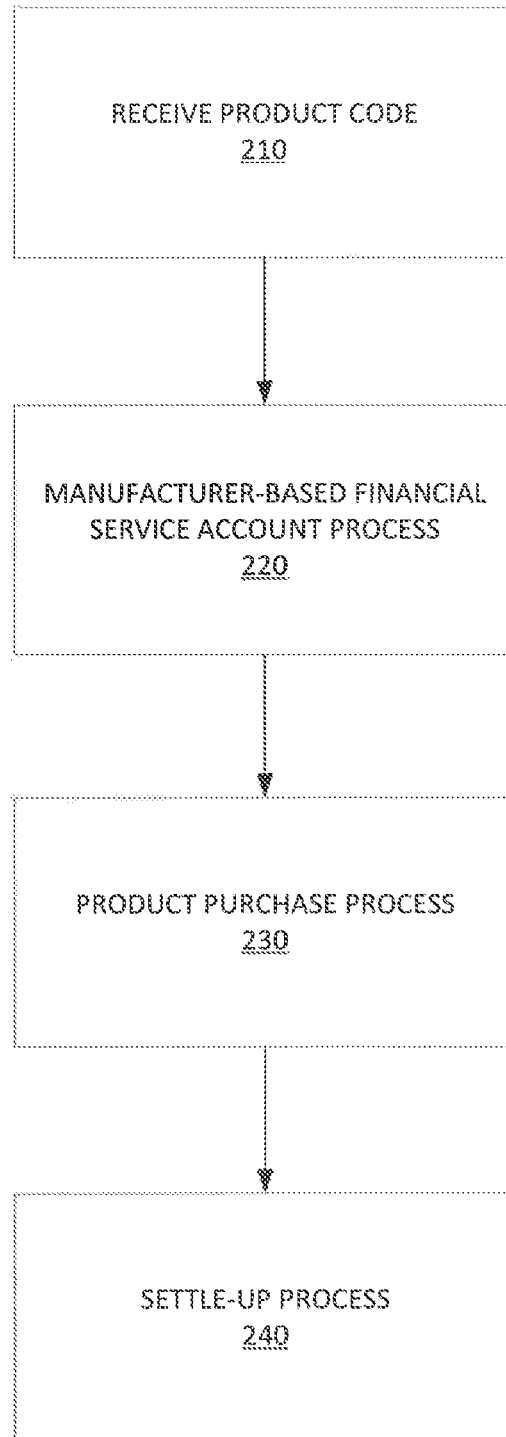 RECEIVE PRODUCT CODE
210
MANUFACTURER-BASED FINANCIAL
SERVICE ACCOUNT PROCESS
220
PRODUCT PURCHASE PROCESS
230
SETTLE-UP PROCESS
240